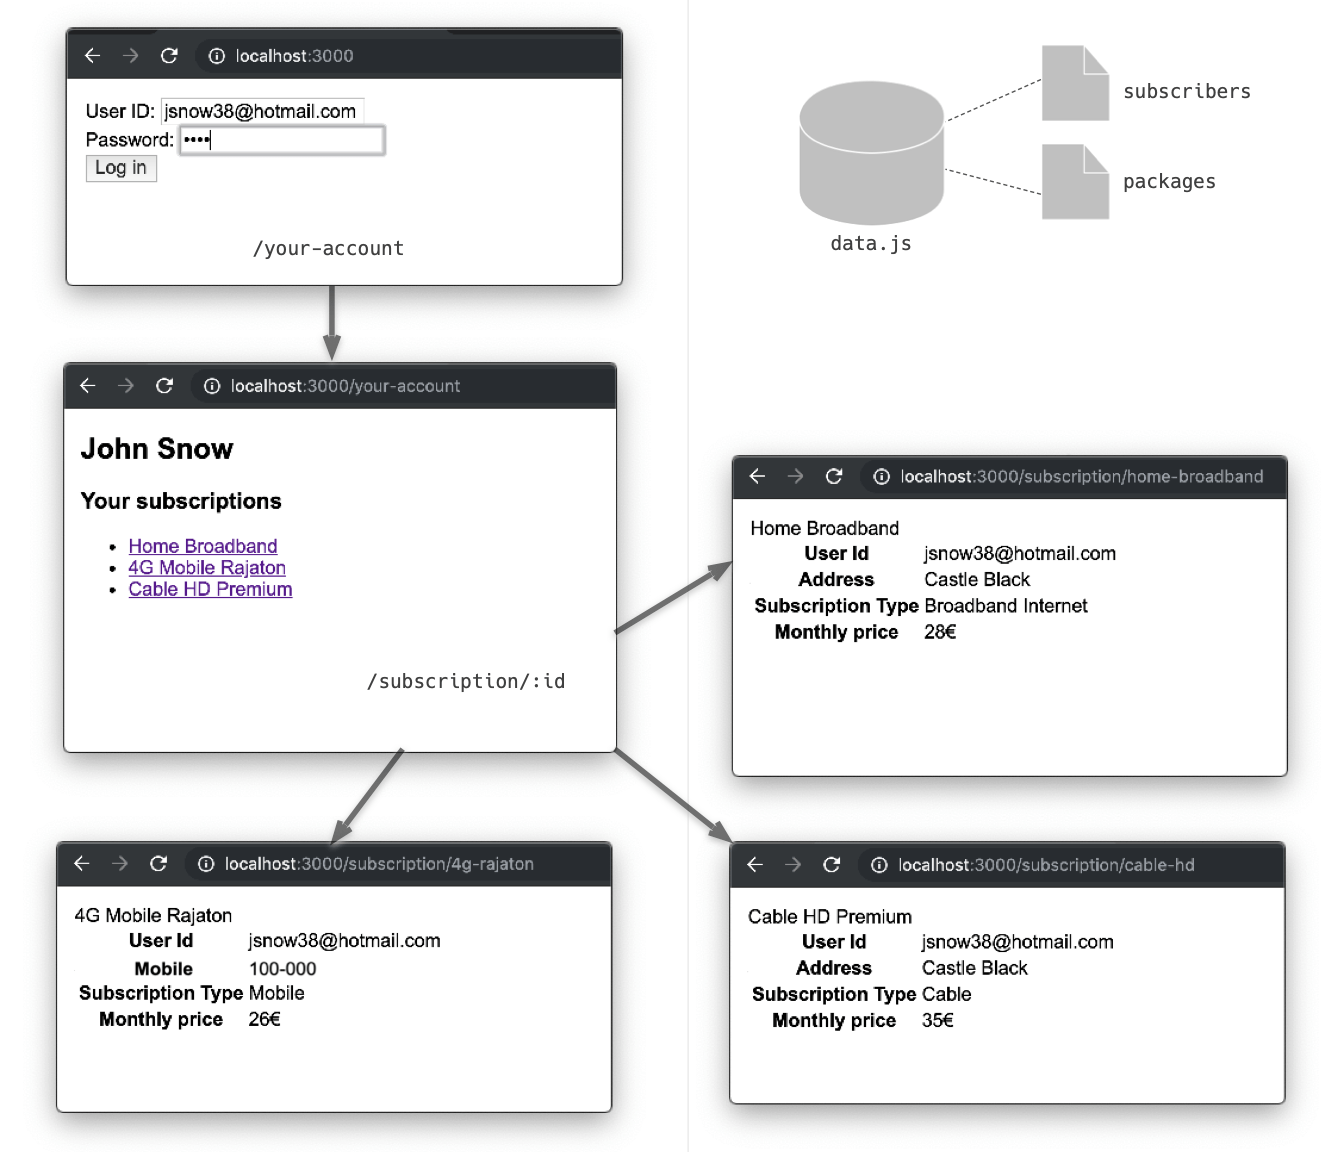 localhost:3000
User ID: jsnow38@hotmail.com
Password: ••••
Log in
/your-account
subscribers
packages
data.js
localhost:3000/your-account
John Snow
Your subscriptions
• Home Broadband
• 4G Mobile Rajaton
• Cable HD Premium
/subscription/:id
localhost:3000/subscription/home-broadband
Home Broadband
User Id jsnow38@hotmail.com
Address Castle Black
Subscription Type Broadband Internet
Monthly price 28€
localhost:3000/subscription/4g-rajaton
4G Mobile Rajaton
User Id jsnow38@hotmail.com
Mobile 100-000
Subscription Type Mobile
Monthly price 26€
localhost:3000/subscription/cable-hd
Cable HD Premium
User Id jsnow38@hotmail.com
Address Castle Black
Subscription Type Cable
Monthly price 35€